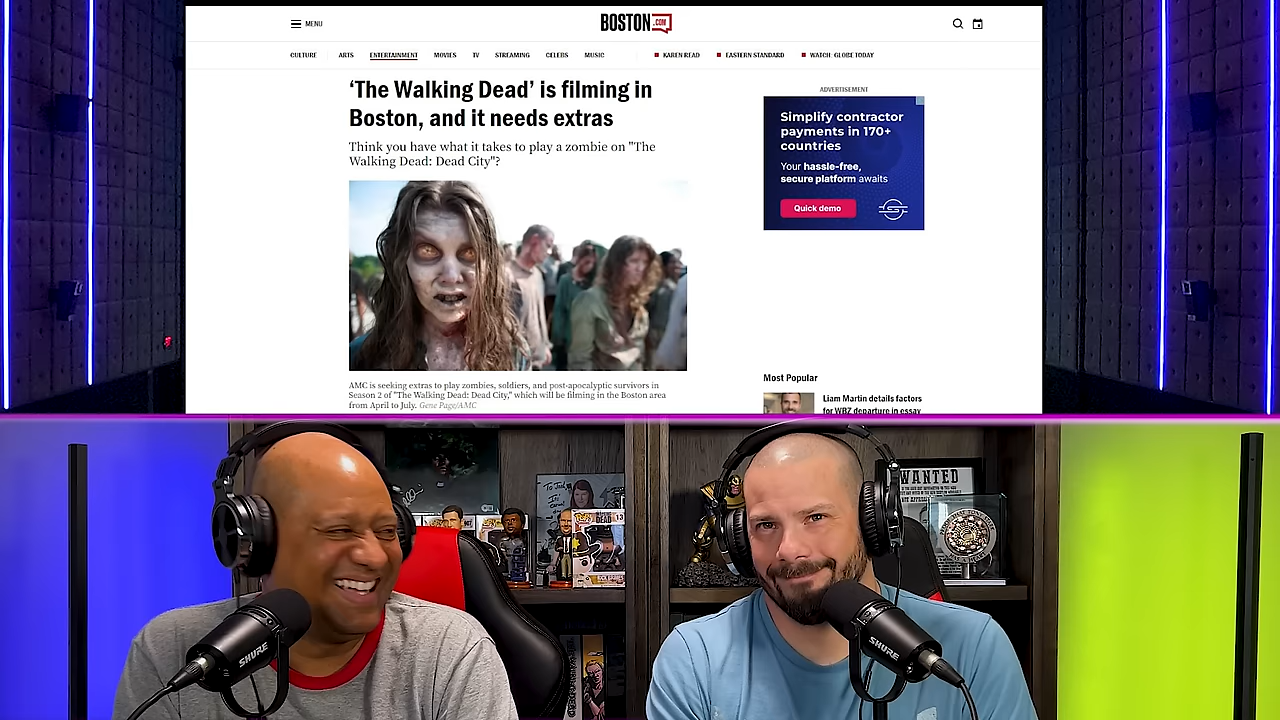 MENU
BOSTON.COM
CULTURE ARTS ENTERTAINMENT MOVIES TV STREAMING CELEBS MUSIC KAREN READ EASTERN STANDARD WATCH: GLOBE TODAY
‘The Walking Dead’ is filming in
Boston, and it needs extras
Think you have what it takes to play a zombie on "The
Walking Dead: Dead City"?
AMC is seeking extras to play zombies, soldiers, and post-apocalyptic survivors in
Season 2 of "The Walking Dead: Dead City," which will be filming in the Boston area
from April to July. Gene Page/AMC
ADVERTISEMENT
Simplify contractor
payments in 170+
countries
Your hassle-free,
secure platform awaits
Quick demo
Most Popular
Liam Martin details factors
for WBZ departure in essay
WANTED
DEAD
13
SHURE
SHURE